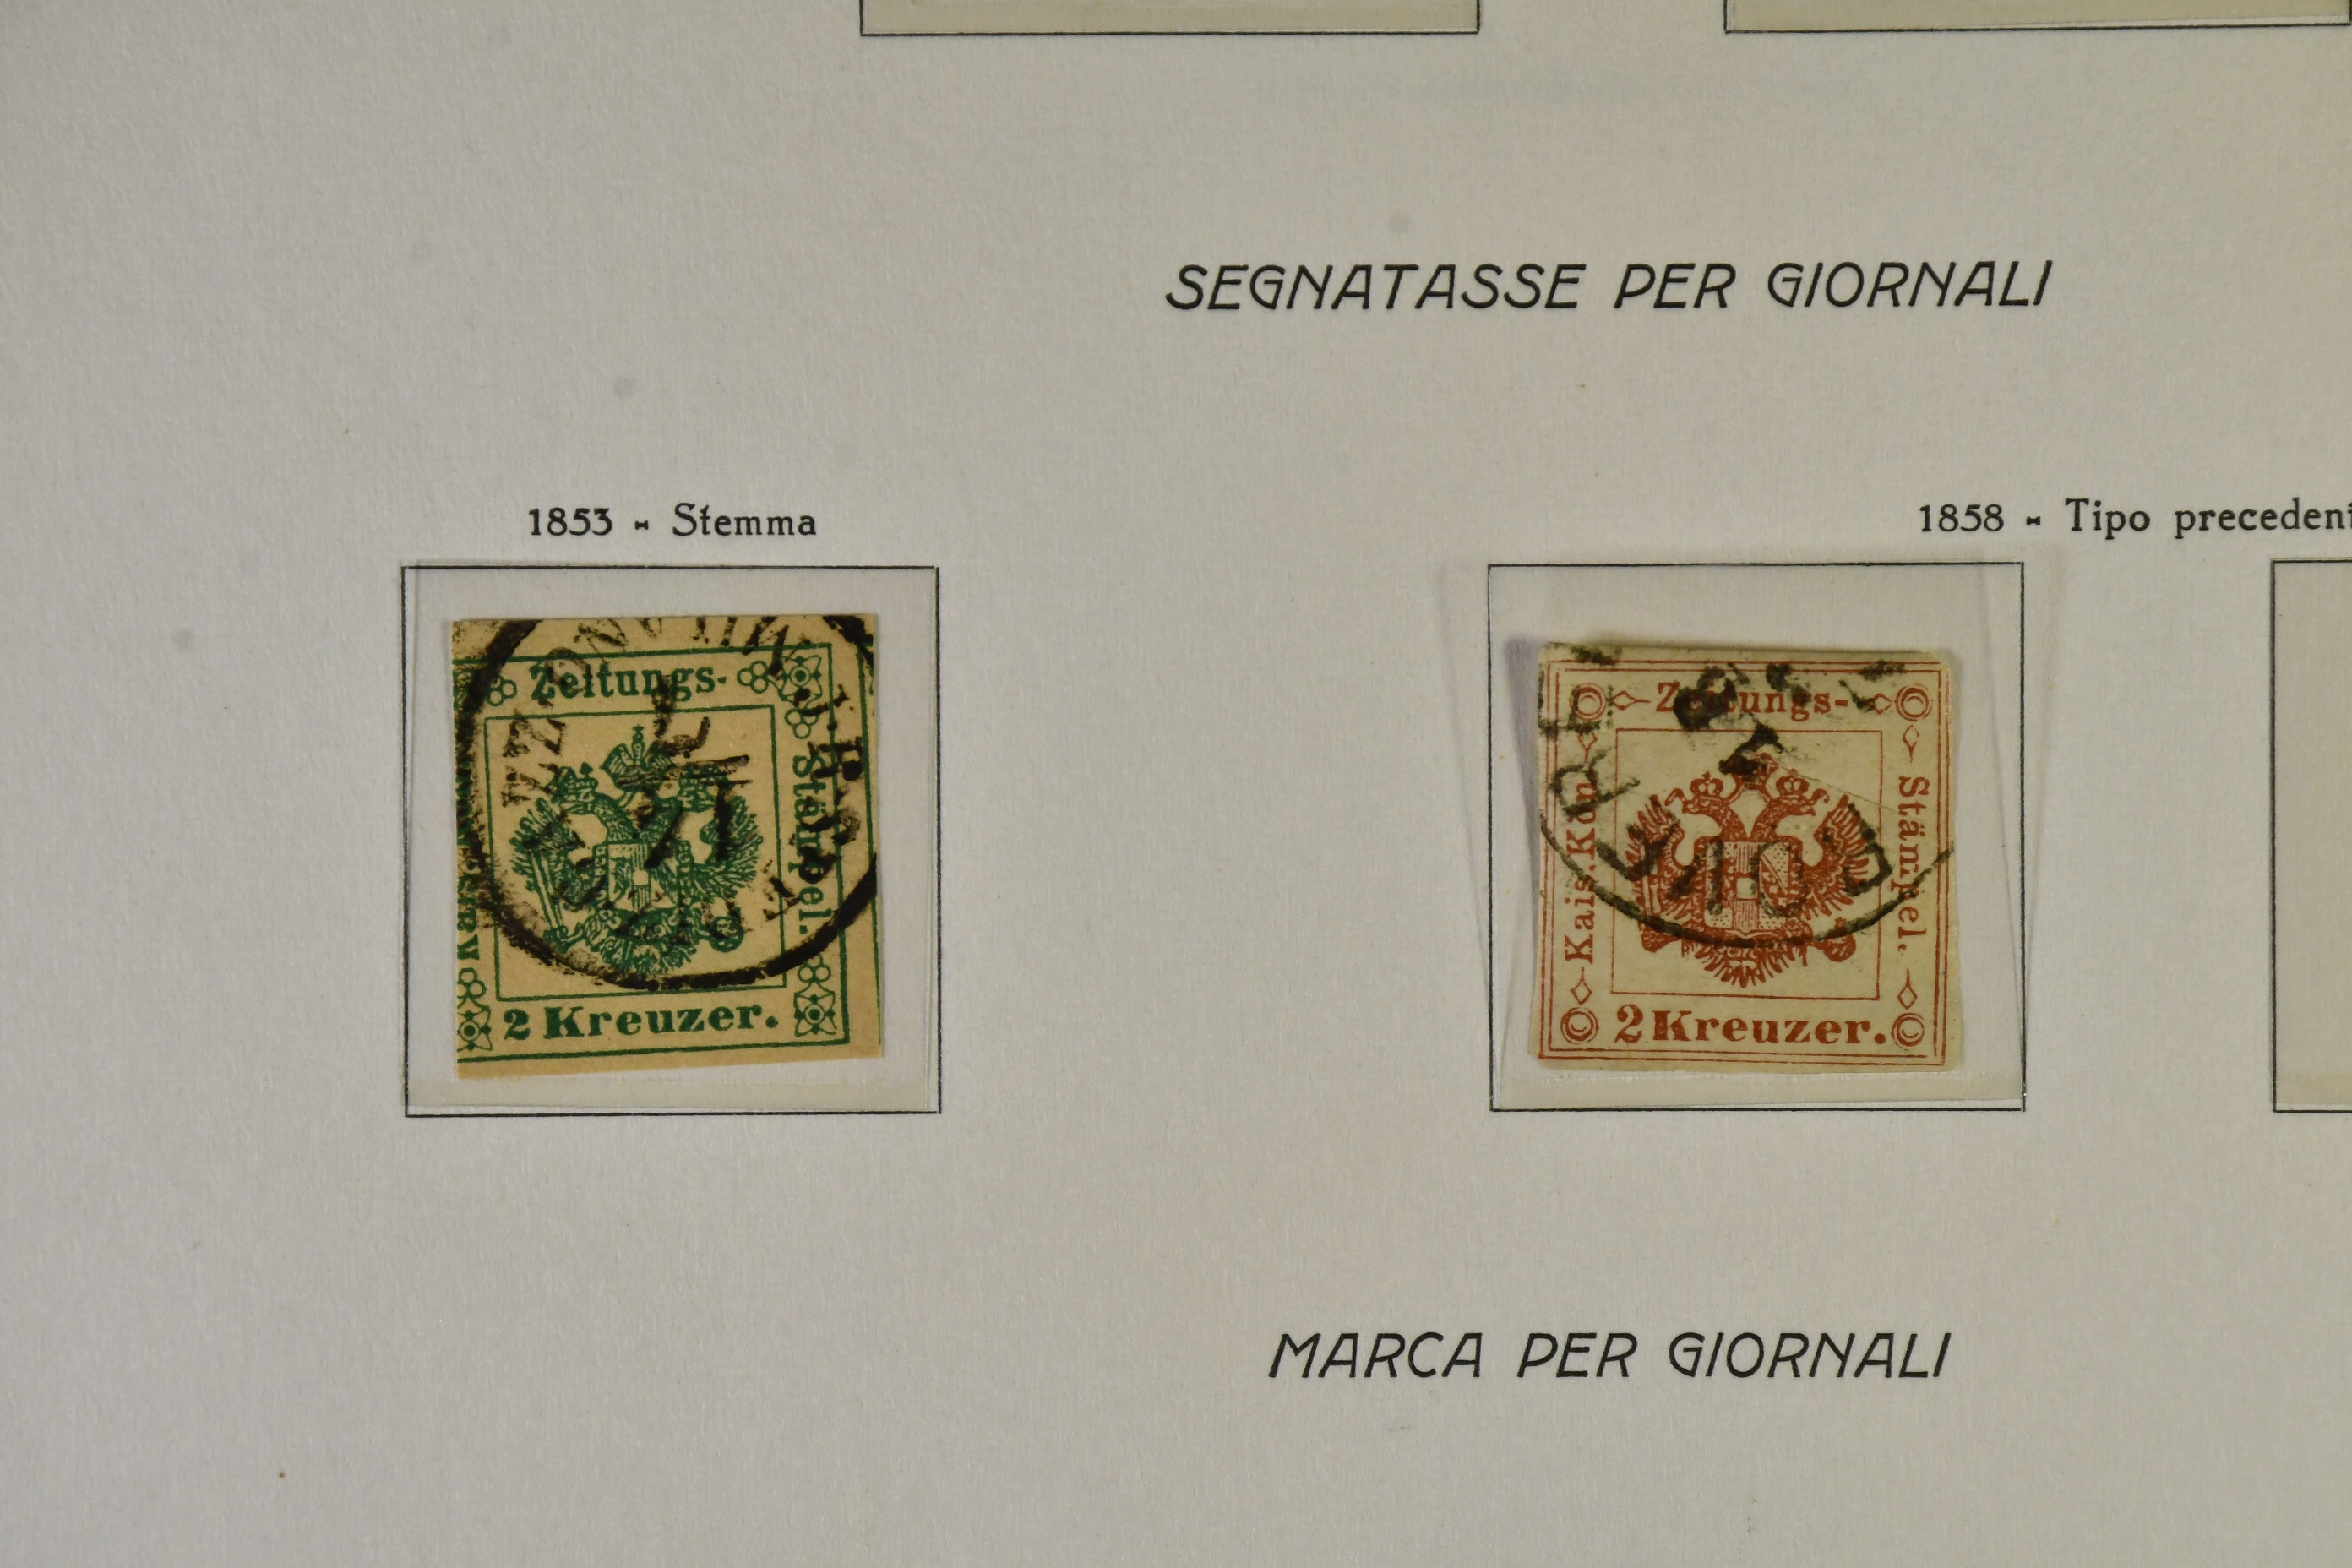 SEGNATASSE PER GIORNALI
1853 - Stemma
1858 - Tipo precedent
Zeitungs-
Stämpel.
2 Kreuzer.
Zeitungs-
Kais. Kön.
Stämpel.
2 Kreuzer.
MARCA PER GIORNALI